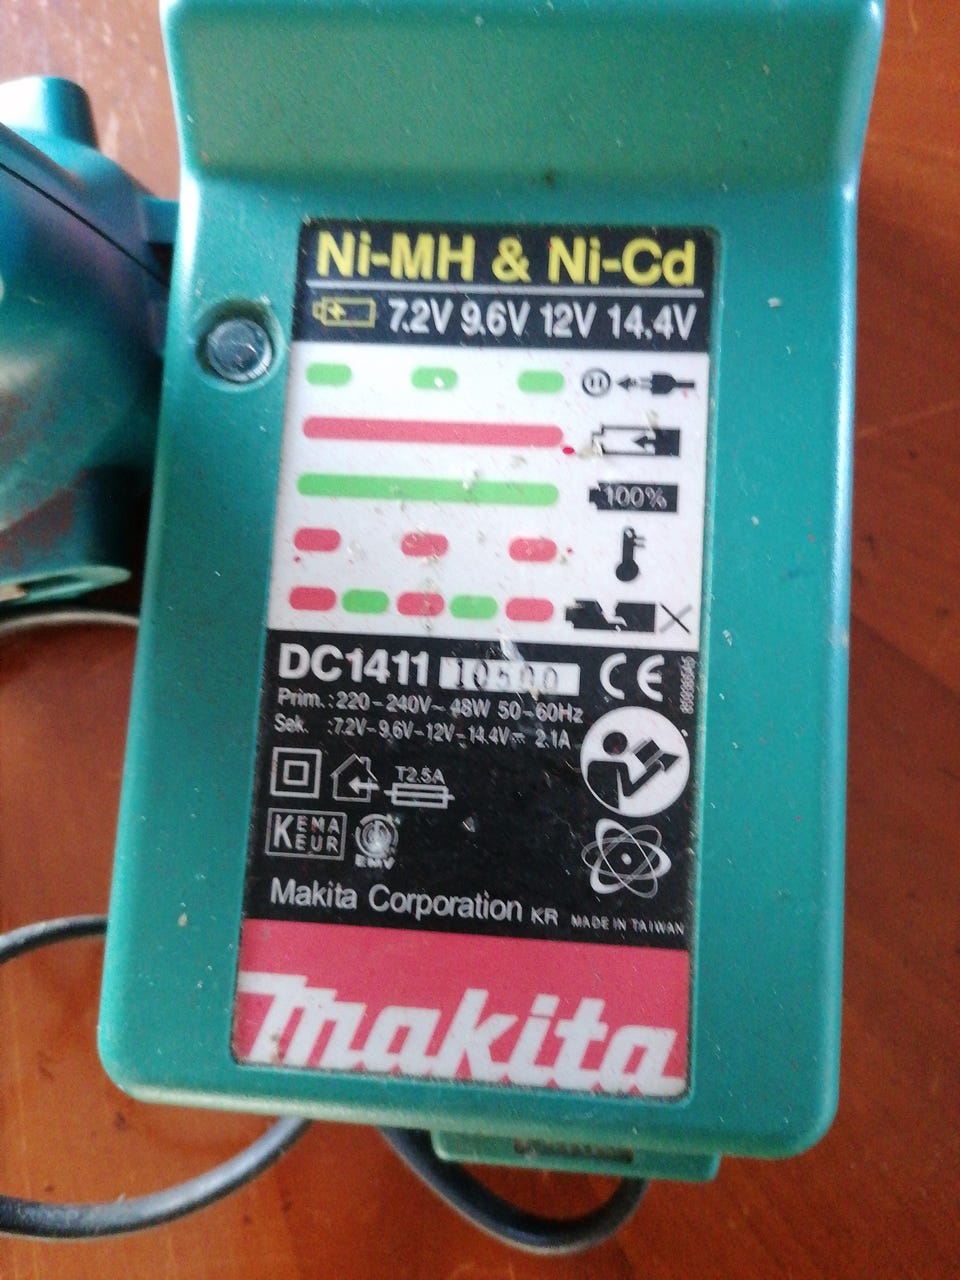 Ni-MH & Ni-Cd
7.2V 9.6V 12V 14.4V
100%
DC1411
Prim.: 220-240V~ 48W 50-60Hz
Sek. :7.2V-9.6V-12V-14.4V⎓ 2.1A
T2.5A
KEMA
KEUR
EMV
Makita Corporation KR MADE IN TAIWAN
makita